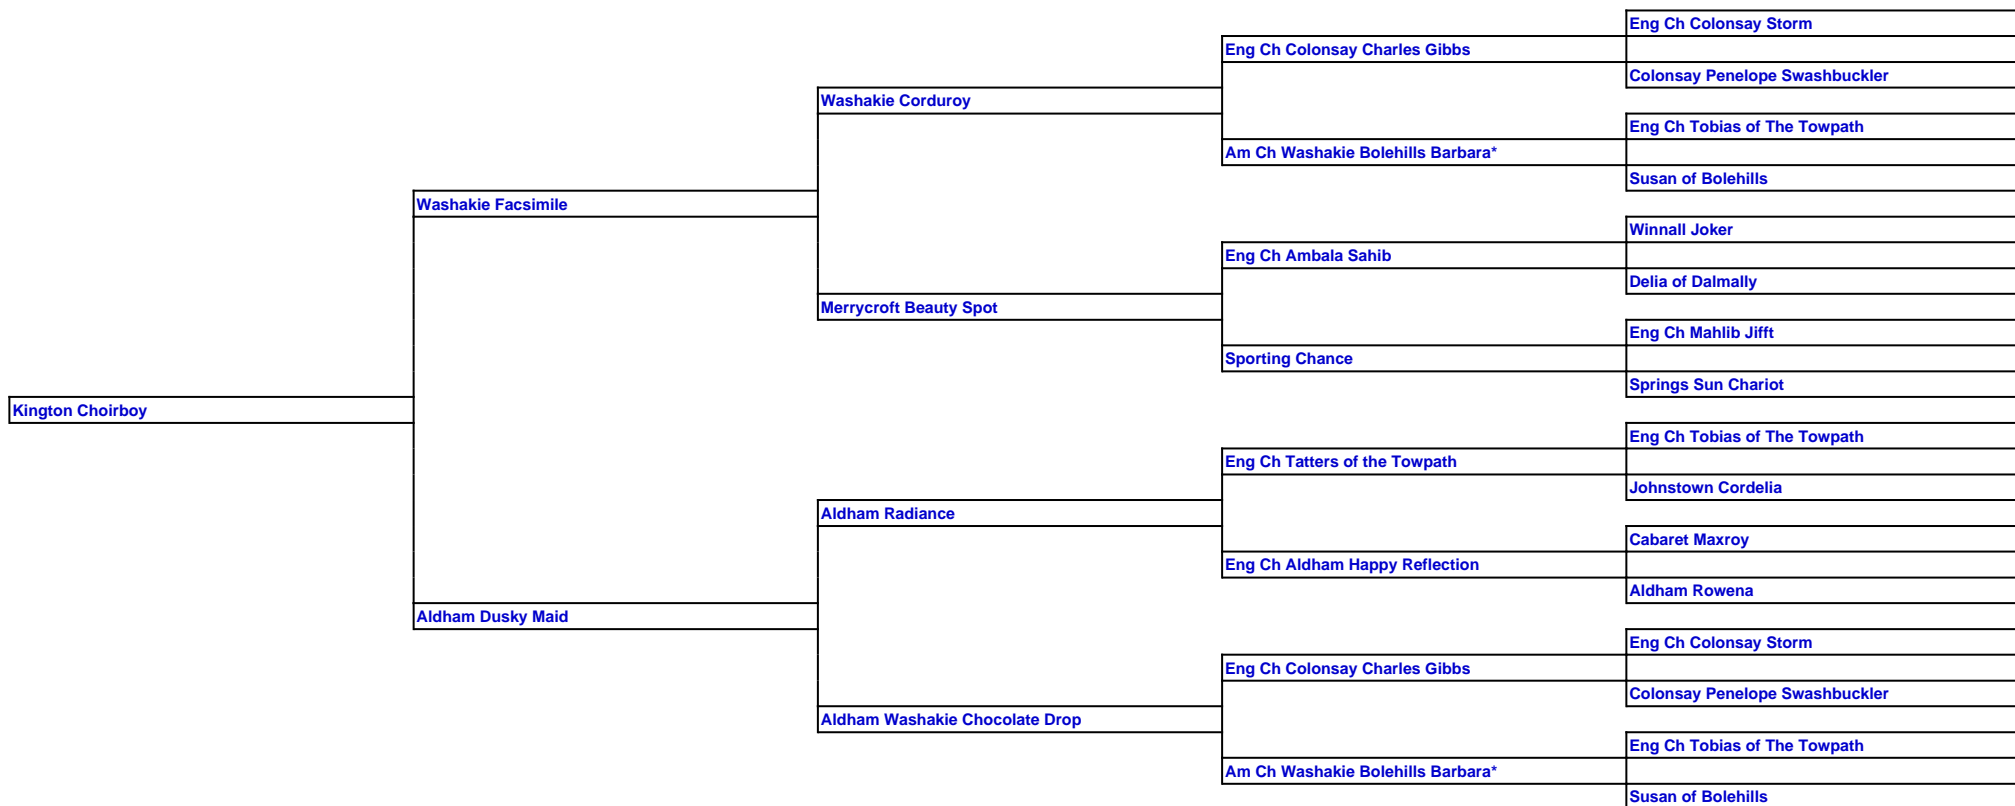 Eng Ch Colonsay Storm
Eng Ch Colonsay Charles Gibbs
Colonsay Penelope Swashbuckler
Washakie Corduroy
Eng Ch Tobias of The Towpath
Am Ch Washakie Bolehills Barbara*
Susan of Bolehills
Washakie Facsimile
Winnall Joker
Eng Ch Ambala Sahib
Delia of Dalmally
Merrycroft Beauty Spot
Eng Ch Mahlib Jifft
Sporting Chance
Springs Sun Chariot
Kington Choirboy
Eng Ch Tobias of The Towpath
Eng Ch Tatters of the Towpath
Johnstown Cordelia
Aldham Radiance
Cabaret Maxroy
Eng Ch Aldham Happy Reflection
Aldham Rowena
Aldham Dusky Maid
Eng Ch Colonsay Storm
Eng Ch Colonsay Charles Gibbs
Colonsay Penelope Swashbuckler
Aldham Washakie Chocolate Drop
Eng Ch Tobias of The Towpath
Am Ch Washakie Bolehills Barbara*
Susan of Bolehills